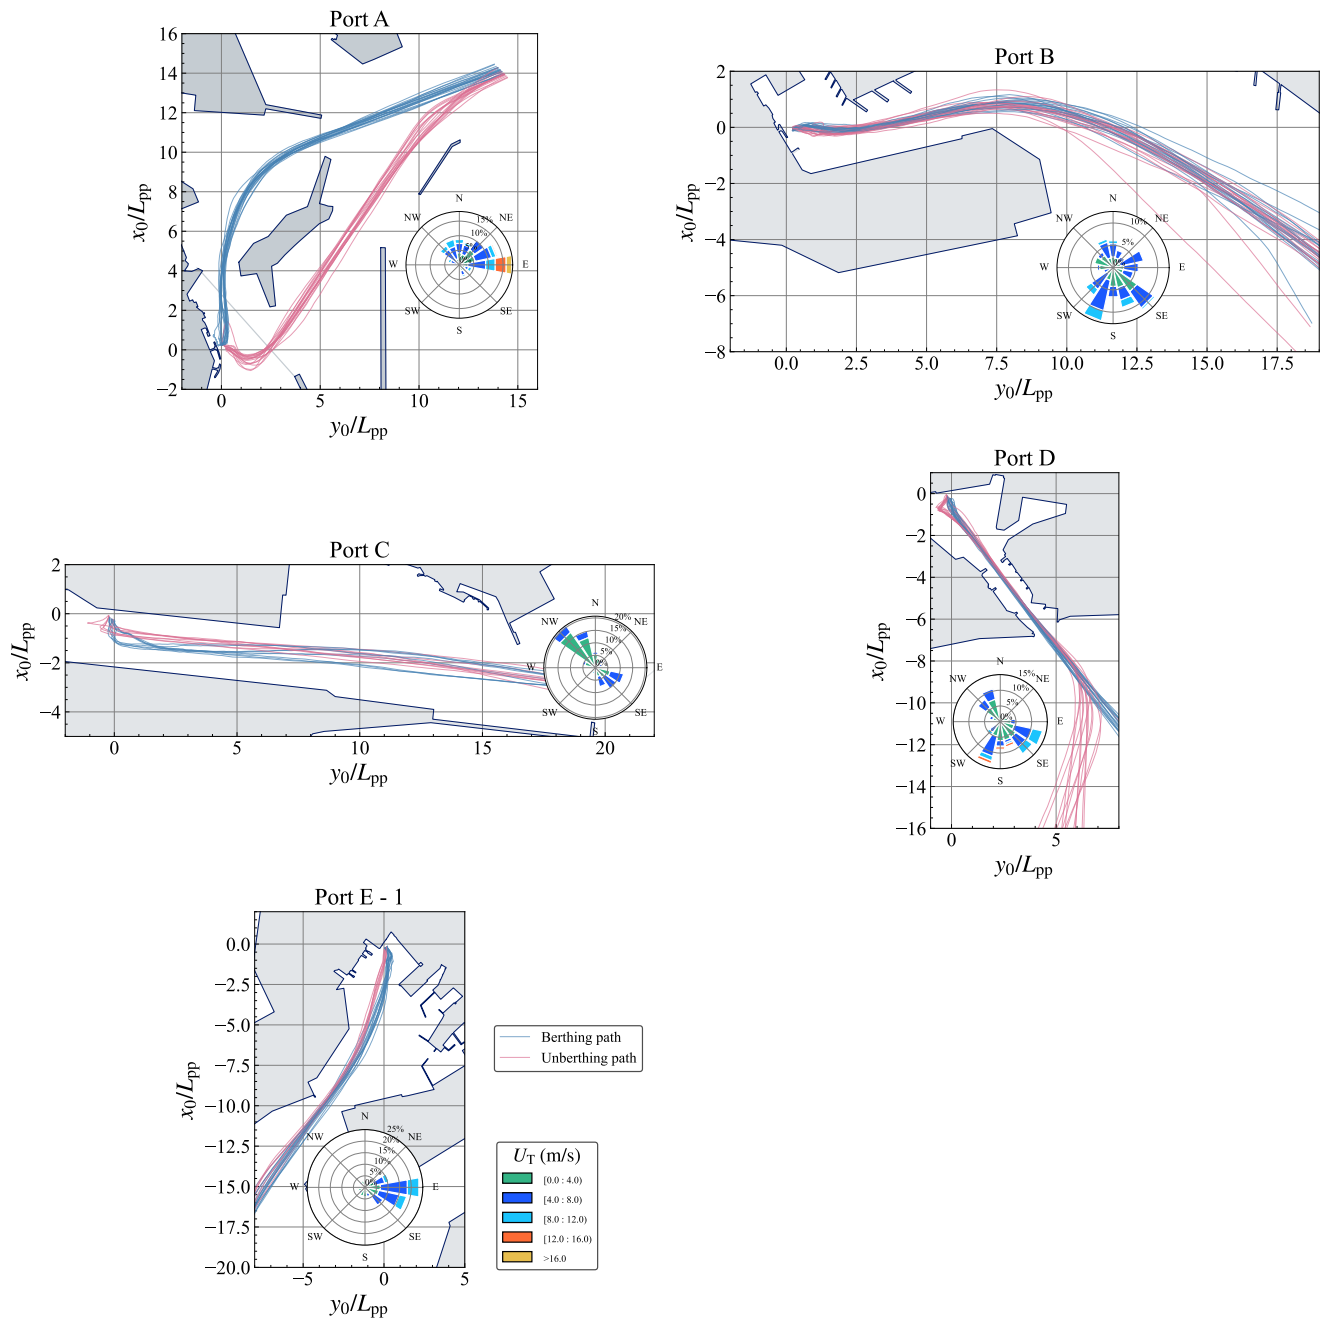 Port A
16
14
12
10
8
6
4
2
0
−2
x₀/Lpp
0
5
10
15
y₀/Lpp
N
NE
E
SE
S
SW
W
NW
15%
10%
5%
0%
Port B
2
0
−2
−4
−6
−8
x₀/Lpp
0.0
2.5
5.0
7.5
10.0
12.5
15.0
17.5
y₀/Lpp
N
NE
E
SE
S
SW
W
NW
10%
5%
0%
Port C
2
0
−2
−4
x₀/Lpp
0
5
10
15
20
y₀/Lpp
N
NE
E
SE
S
SW
W
NW
20%
15%
10%
5%
0%
Port D
0
−2
−4
−6
−8
−10
−12
−14
−16
x₀/Lpp
0
5
y₀/Lpp
N
NE
E
SE
S
SW
W
NW
15%
10%
5%
0%
Port E - 1
0.0
−2.5
−5.0
−7.5
−10.0
−12.5
−15.0
−17.5
−20.0
x₀/Lpp
−5
0
5
y₀/Lpp
N
NE
E
SE
S
SW
W
NW
25%
20%
15%
10%
5%
0%
Berthing path
Unberthing path
U_T (m/s)
[0.0 : 4.0)
[4.0 : 8.0)
[8.0 : 12.0)
[12.0 : 16.0)
>16.0